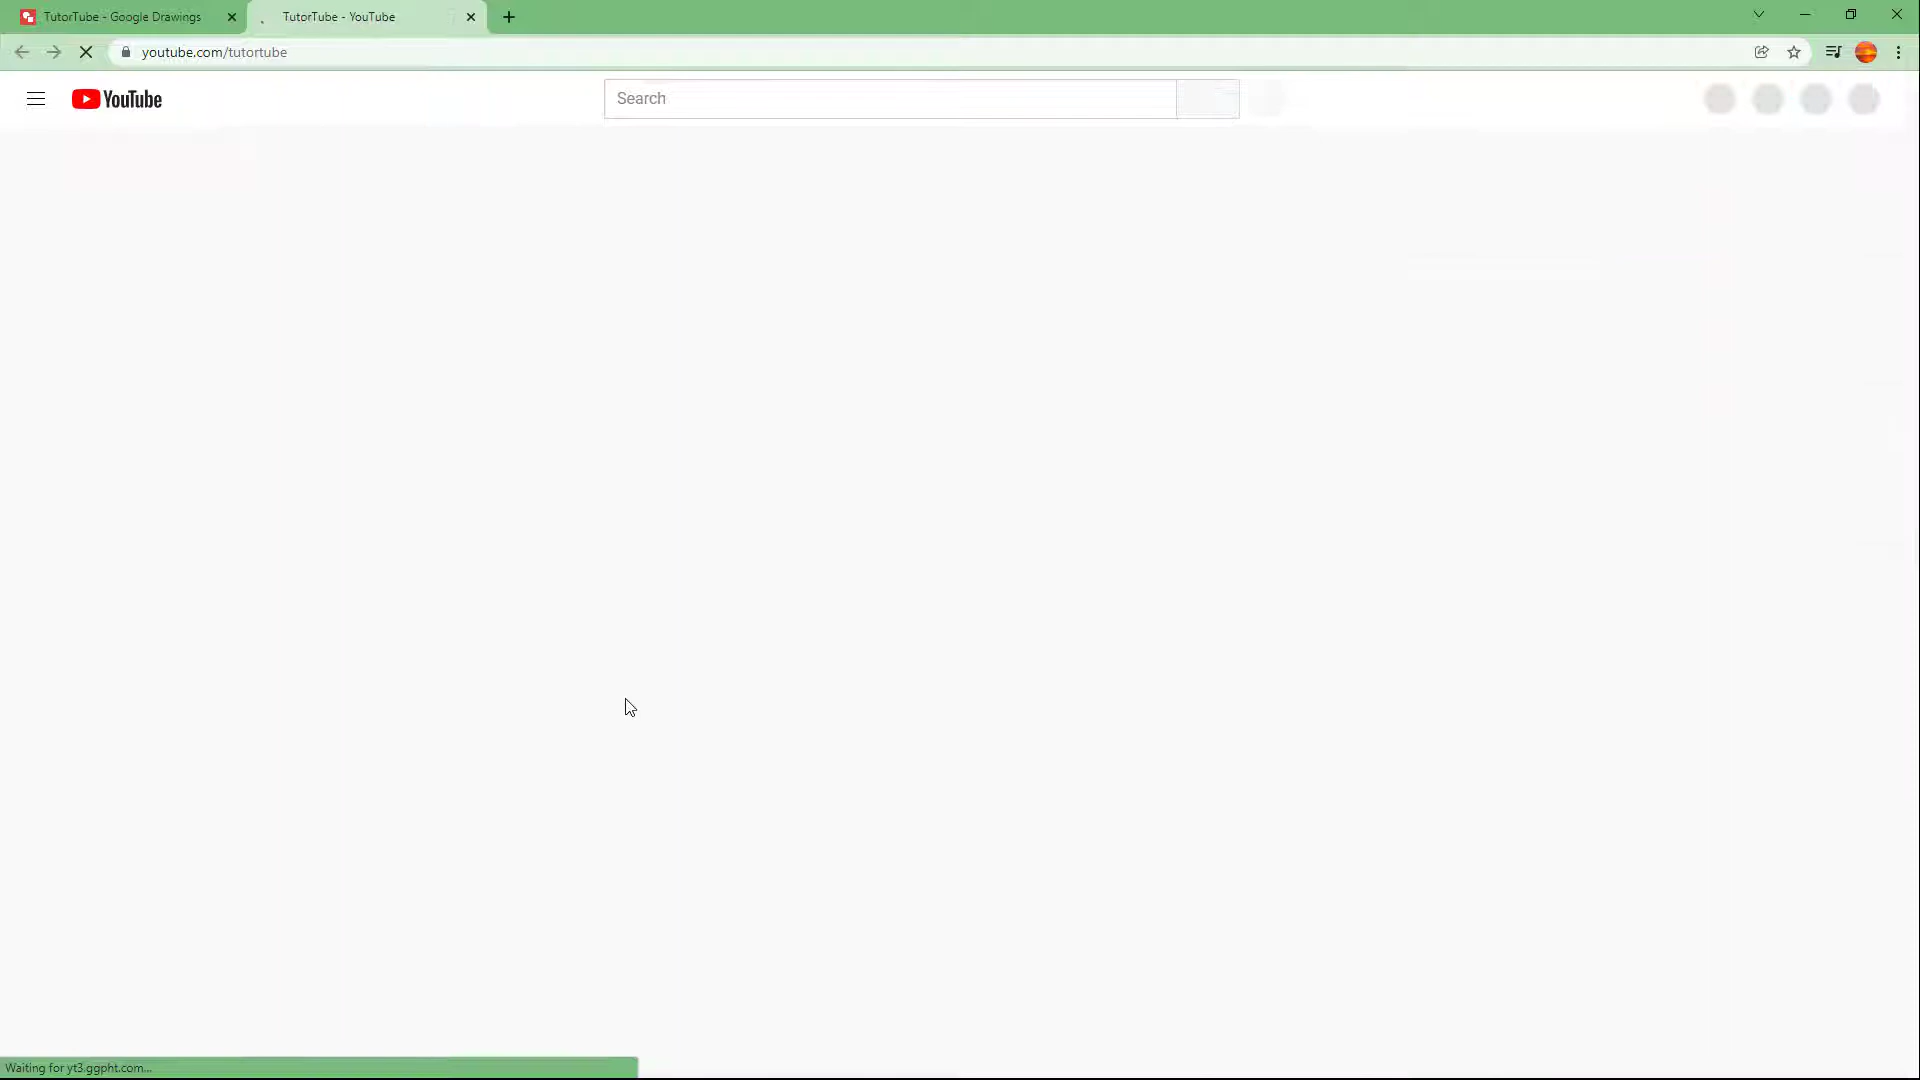 TutorTube - Google Drawings
TutorTube - YouTube
youtube.com/tutortube
YouTube
Search
Waiting for yt3.ggpht.com...